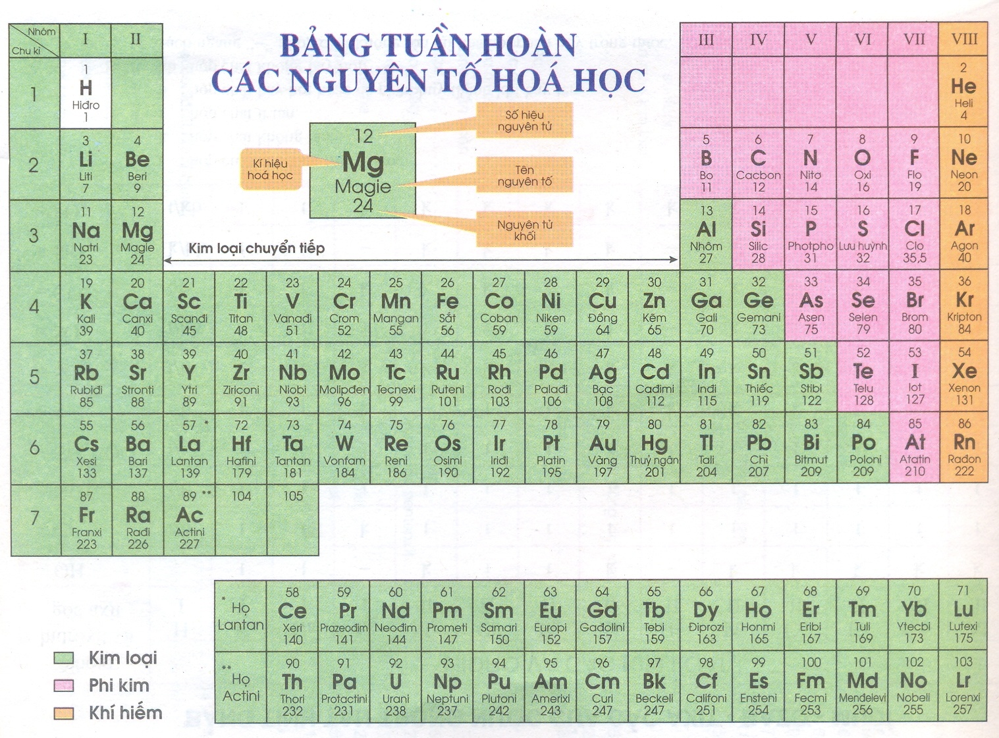 BẢNG TUẦN HOÀN
CÁC NGUYÊN TỐ HOÁ HỌC
Nhóm
Chu kì
I II III IV V VI VII VIII
12
Mg
Magie
24
Số hiệu
nguyên tử
Kí hiệu
hoá học
Tên
nguyên tố
Nguyên tử
khối
Kim loại chuyển tiếp
1
1 2
H He
Hiđro Heli
1 4
2
3 4 5 6 7 8 9 10
Li Be B C N O F Ne
Liti Beri Bo Cacbon Nitơ Oxi Flo Neon
7 9 11 12 14 16 19 20
3
11 12 13 14 15 16 17 18
Na Mg Al Si P S Cl Ar
Natri Magie Nhôm Silic Photpho Lưu huỳnh Clo Agon
23 24 27 28 31 32 35,5 40
4
19 20 21 22 23 24 25 26 27 28 29 30 31 32 33 34 35 36
K Ca Sc Ti V Cr Mn Fe Co Ni Cu Zn Ga Ge As Se Br Kr
Kali Canxi Scanđi Titan Vanađi Crom Mangan Sắt Coban Niken Đồng Kẽm Gali Gemani Asen Selen Brom Kripton
39 40 45 48 51 52 55 56 59 59 64 65 70 73 75 79 80 84
5
37 38 39 40 41 42 43 44 45 46 47 48 49 50 51 52 53 54
Rb Sr Y Zr Nb Mo Tc Ru Rh Pd Ag Cd In Sn Sb Te I Xe
Rubiđi Stronti Ytri Ziriconi Niobi Molipđen Tecnexi Ruteni Rođi Palađi Bạc Cađimi Inđi Thiếc Stibi Telu Iot Xenon
85 88 89 91 93 96 99 101 103 106 108 112 115 119 122 128 127 131
6
55 56 57 * 72 73 74 75 76 77 78 79 80 81 82 83 84 85 86
Cs Ba La Hf Ta W Re Os Ir Pt Au Hg Tl Pb Bi Po At Rn
Xesi Bari Lantan Hafini Tantan Vonfam Reni Osimi Iriđi Platin Vàng Thuỷ ngân Tali Chì Bitmut Poloni Atatin Rađon
133 137 139 179 181 184 186 190 192 195 197 201 204 207 209 209 210 222
7
87 88 89 ** 104 105
Fr Ra Ac
Franxi Rađi Actini
223 226 227
* Họ
Lantan
58 59 60 61 62 63 64 65 66 67 68 69 70 71
Ce Pr Nd Pm Sm Eu Gd Tb Dy Ho Er Tm Yb Lu
Xeri Prazeođim Neođim Prometi Samari Europi Gađolini Tebi Điprozi Honmi Eribi Tuli Ytecbi Lutexi
140 141 144 147 150 152 157 159 163 165 167 169 173 175
** Họ
Actini
90 91 92 93 94 95 96 97 98 99 100 101 102 103
Th Pa U Np Pu Am Cm Bk Cf Es Fm Md No Lr
Thori Protactini Urani Neptuni Plutoni Amerixi Curi Beckeli Califoni Ensteni Fecmi Menđelevi Nobeli Lorenxi
232 231 238 237 242 243 247 247 251 254 253 256 255 257
Kim loại
Phi kim
Khí hiếm